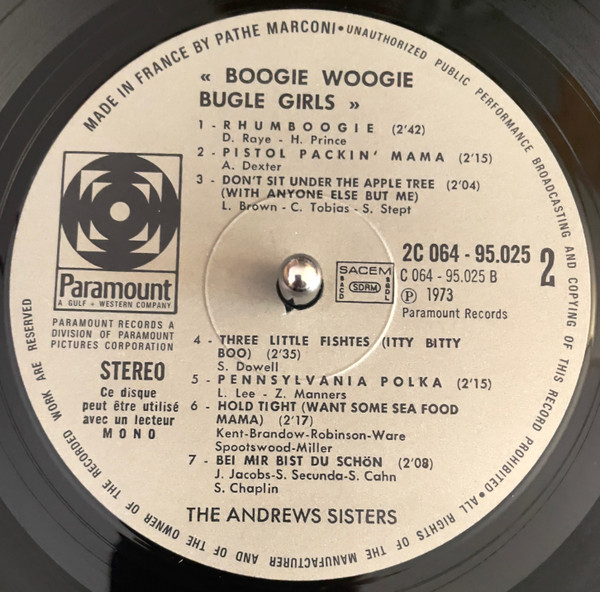 MADE IN FRANCE BY PATHE MARCONI • UNAUTHORIZED PUBLIC PERFORMANCE BROADCASTING AND COPYING OF THIS RECORD PROHIBITED • ALL RIGHTS OF THE MANUFACTURER AND OF THE OWNER OF THE RECORDED WORK ARE RESERVED
« BOOGIE WOOGIE
BUGLE GIRLS »
1 - RHUMBOOGIE (2'42)
D. Raye - H. Prince
2 - PISTOL PACKIN' MAMA (2'15)
A. Dexter
3 - DON'T SIT UNDER THE APPLE TREE (2'04)
(WITH ANYONE ELSE BUT ME)
L. Brown - C. Tobias - S. Stept
Paramount
A GULF + WESTERN COMPANY
PARAMOUNT RECORDS A
DIVISION OF PARAMOUNT
PICTURES CORPORATION
STEREO
Ce disque
peut être utilisé
avec un lecteur
MONO
SACEM
SACD
SDRM
SGDL
2C 064 - 95.025
2
C 064 - 95.025 B
℗ 1973
Paramount Records
4 - THREE LITTLE FISHTES (ITTY BITTY
BOO) (2'35)
S. Dowell
5 - PENNSYLVANIA POLKA (2'15)
L. Lee - Z. Manners
6 - HOLD TIGHT (WANT SOME SEA FOOD
MAMA) (2'17)
Kent-Brandow-Robinson-Ware
Spootswood-Miller
7 - BEI MIR BIST DU SCHÖN (2'08)
J. Jacobs-S. Secunda-S. Cahn
S. Chaplin
THE ANDREWS SISTERS